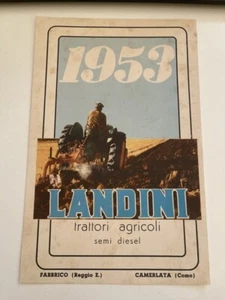 1953
LANDINI
trattori agricoli
semi diesel
FABBRICO (Reggio E.) CAMERLATA (Como)